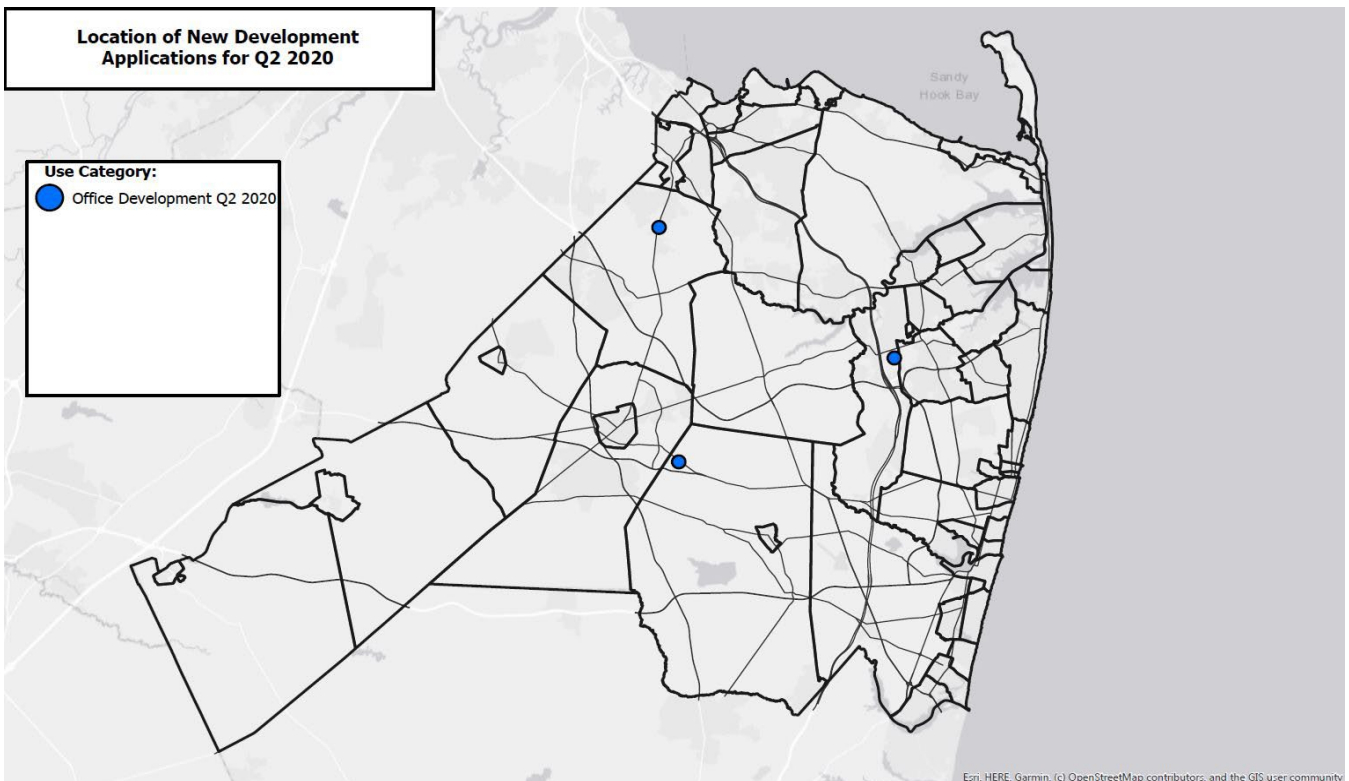 Location of New Development
Applications for Q2 2020
Sandy
Hook Bay
Use Category:
Office Development Q2 2020
Esri, HERE, Garmin, (c) OpenStreetMap contributors, and the GIS user community